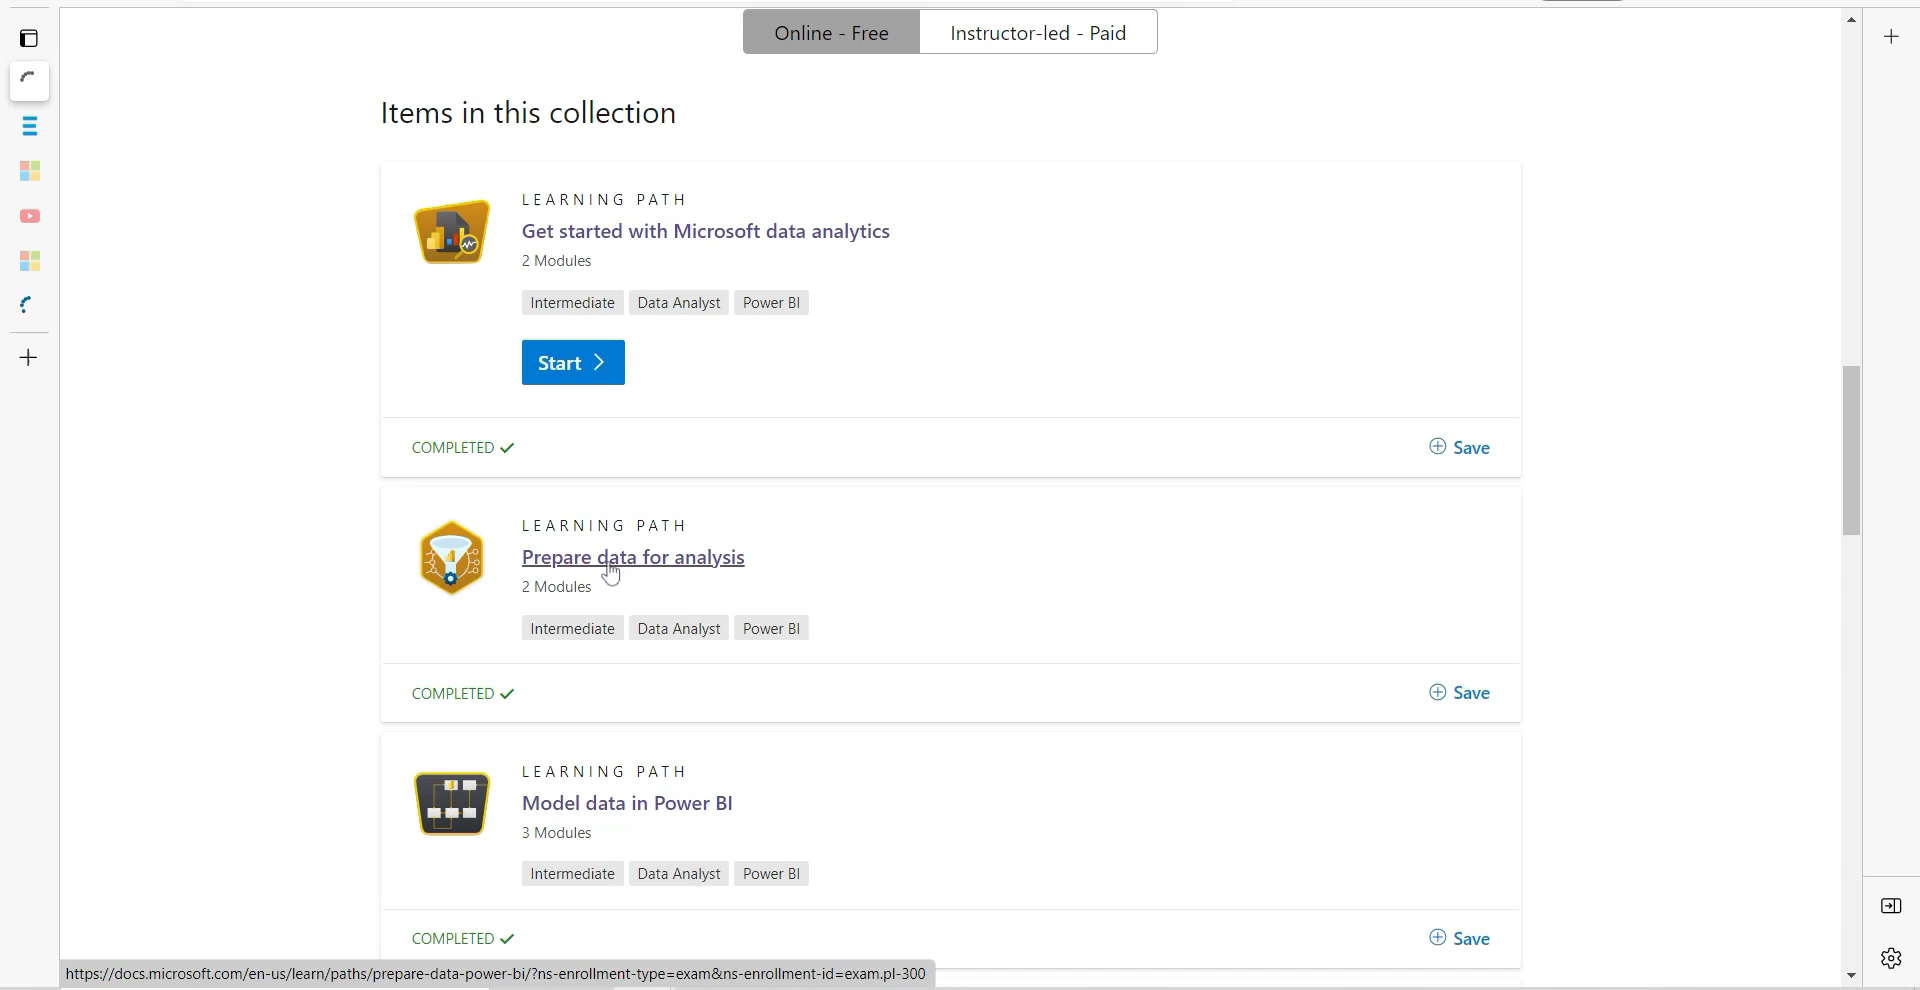 Online - Free
Instructor-led - Paid
Items in this collection
LEARNING PATH
Get started with Microsoft data analytics
2 Modules
Intermediate
Data Analyst
Power BI
Start
COMPLETED
Save
LEARNING PATH
Prepare data for analysis
2 Modules
Intermediate
Data Analyst
Power BI
COMPLETED
Save
LEARNING PATH
Model data in Power BI
3 Modules
Intermediate
Data Analyst
Power BI
COMPLETED
Save
https://docs.microsoft.com/en-us/learn/paths/prepare-data-power-bi/?ns-enrollment-type=exam&ns-enrollment-id=exam.pl-300